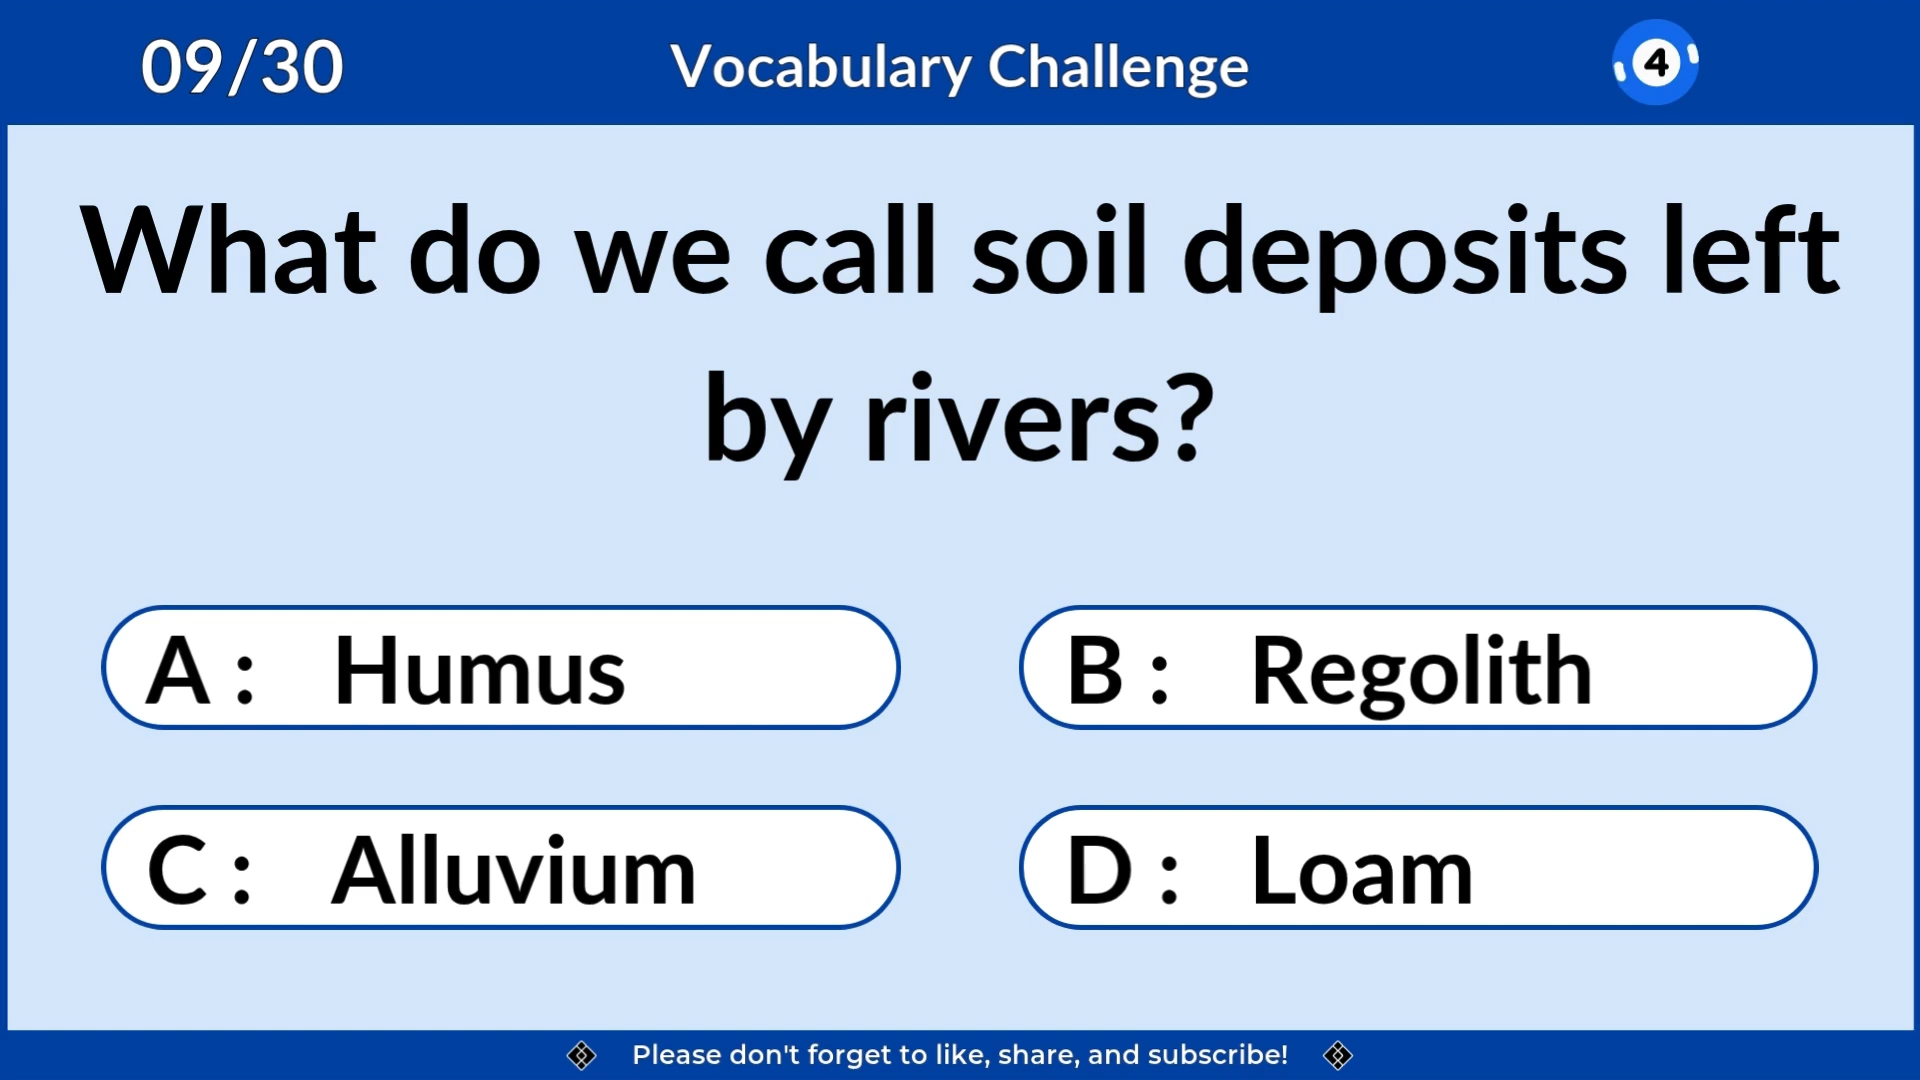 09/30
Vocabulary Challenge
4
What do we call soil deposits left
by rivers?
A : Humus
B : Regolith
C : Alluvium
D : Loam
Please don't forget to like, share, and subscribe!